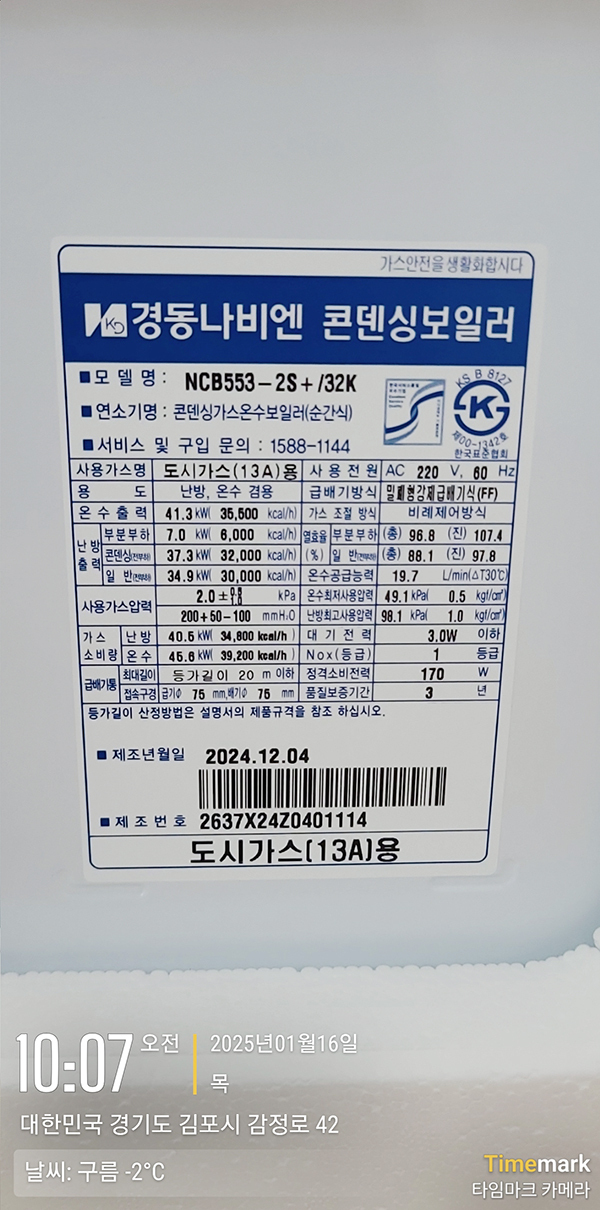 가스안전을 생활화합시다
KD 경동나비엔 콘덴싱보일러
■ 모 델 명 : NCB553-2S+/32K
■ 연소기명 : 콘덴싱가스온수보일러(순간식)
■ 서비스 및 구입 문의 : 1588-1144
KS B 8127
K
제00-1342호
한국표준협회
사용가스명 도시가스(13A)용 사 용 전 원 AC 220 V, 60 Hz
용 도 난방, 온수 겸용 급배기방식 밀폐형강제급배기식(FF)
온 수 출 력 41.3 kW( 35,500 kcal/h) 가스 조절 방식 비례제어방식
난 방 출 력 부분부하 7.0 kW( 6,000 kcal/h) 열효율 (%) 부분부하 (총) 96.8 (진) 107.4
콘덴싱(전부하) 37.3 kW( 32,000 kcal/h) 일 반(전부하) (총) 88.1 (진) 97.8
일 반(전부하) 34.9 kW( 30,000 kcal/h) 온수공급능력 19.7 L/min(△T30℃)
사용가스압력 2.0 ± kPa 온수최저사용압력 49.1 kPa( 0.5 kgf/㎠)
200+50-100 mmH₂O 난방최고사용압력 98.1 kPa( 1.0 kgf/㎠)
가 스 소 비 량 난 방 40.5 kW( 34,800 kcal/h ) 대 기 전 력 3.0W 이하
온 수 45.6 kW( 39,200 kcal/h ) Nox(등급) 1 등급
급배기통 최대길이 등가길이 20 m 이하 정격소비전력 170 W
접속구경 급기Φ 75 mm,배기Φ 75 mm 품질보증기간 3 년
등가길이 산정방법은 설명서의 제품규격을 참조 하십시오.
■ 제조년월일 2024.12.04
■ 제 조 번 호 2637X24Z0401114
도시가스(13A)용
10:07 오전 2025년01월16일
목
대한민국 경기도 김포시 감정로 42
날씨: 구름 -2°C
Timemark
타임마크 카메라